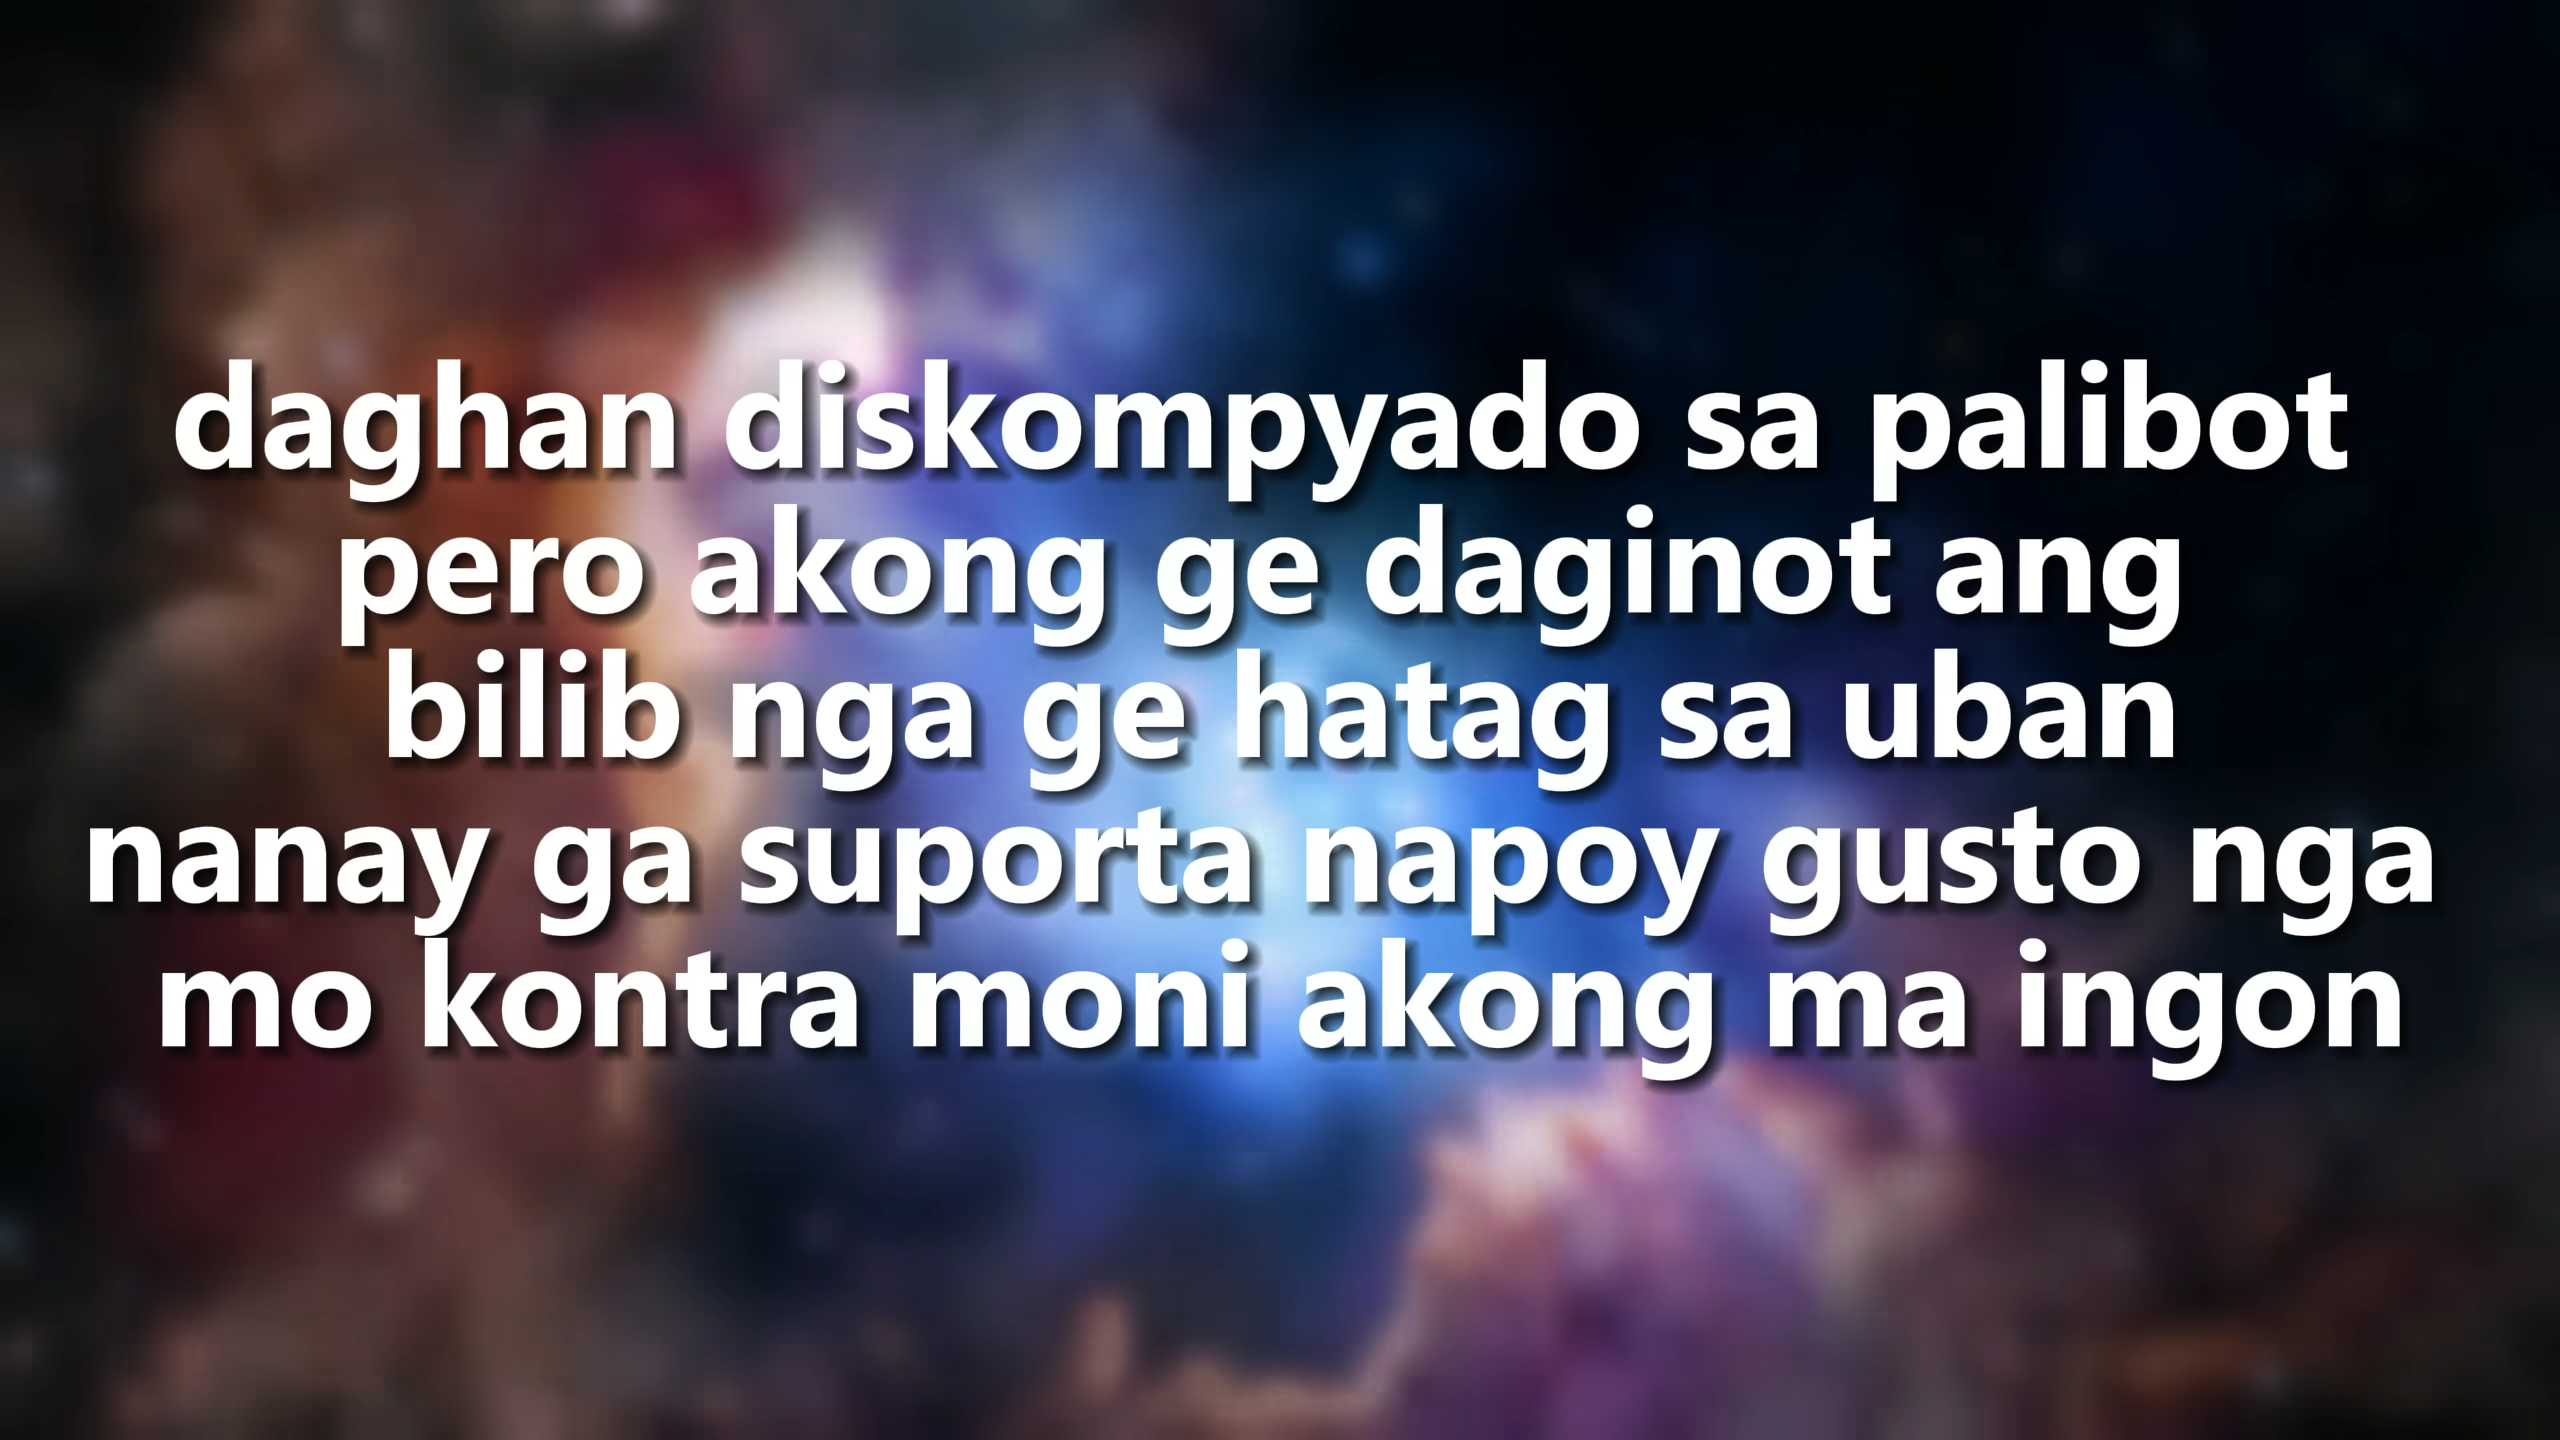 daghan diskompyado sa palibot
pero akong ge daginot ang
bilib nga ge hatag sa uban
nanay ga suporta napoy gusto nga
mo kontra moni akong ma ingon